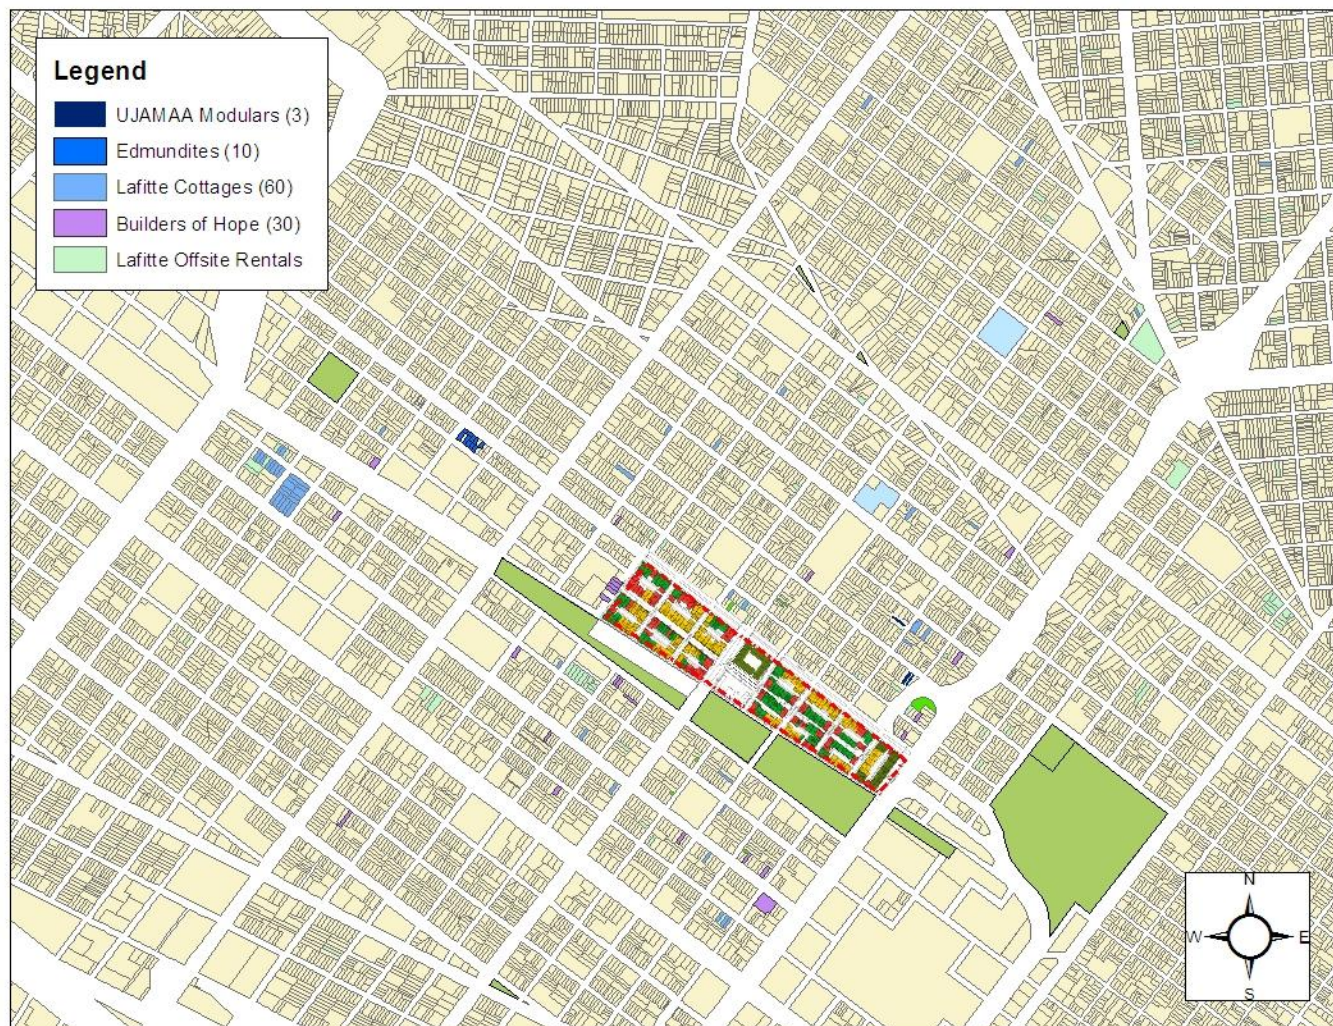 Legend
UJAMAA Modulars (3)
Edmundites (10)
Lafitte Cottages (60)
Builders of Hope (30)
Lafitte Offsite Rentals
N
W E
S